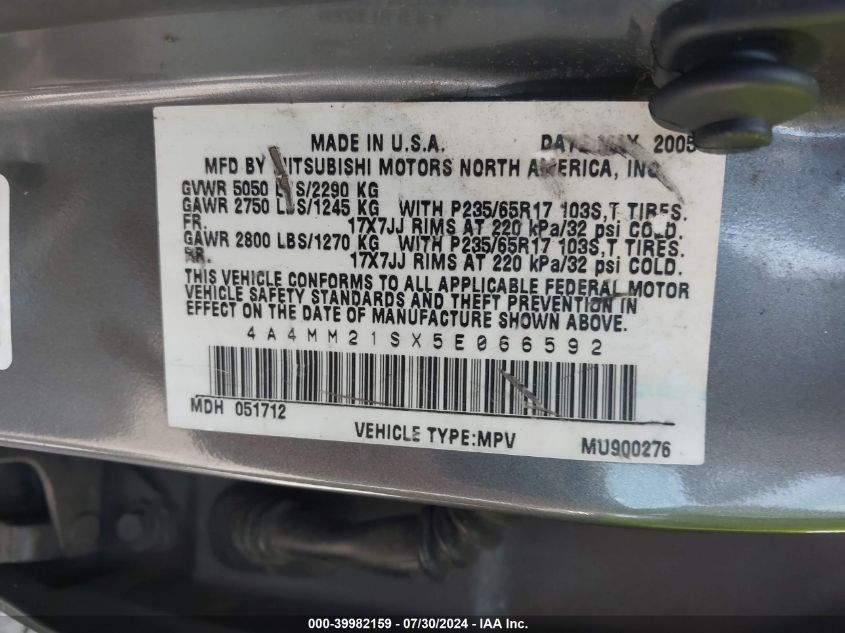 MADE IN U.S.A. DATE MAY 2005
MFD BY MITSUBISHI MOTORS NORTH AMERICA, INC
GVWR 5050 LBS/2290 KG
GAWR 2750 LBS/1245 KG WITH P235/65R17 103S,T TIRES.
FR. 17X7JJ RIMS AT 220 kPa/32 psi COLD.
GAWR 2800 LBS/1270 KG WITH P235/65R17 103S,T TIRES.
RR. 17X7JJ RIMS AT 220 kPa/32 psi COLD.
THIS VEHICLE CONFORMS TO ALL APPLICABLE FEDERAL MOTOR
VEHICLE SAFETY STANDARDS AND THEFT PREVENTION IN
EFFECT ON THE DATE OF MANUFACTURE SHOWN ABOVE.
4A4MM21SX5E066592
MDH 051712
VEHICLE TYPE:MPV MU900276
000-39982159 / 07/30/2024 - IAA Inc.